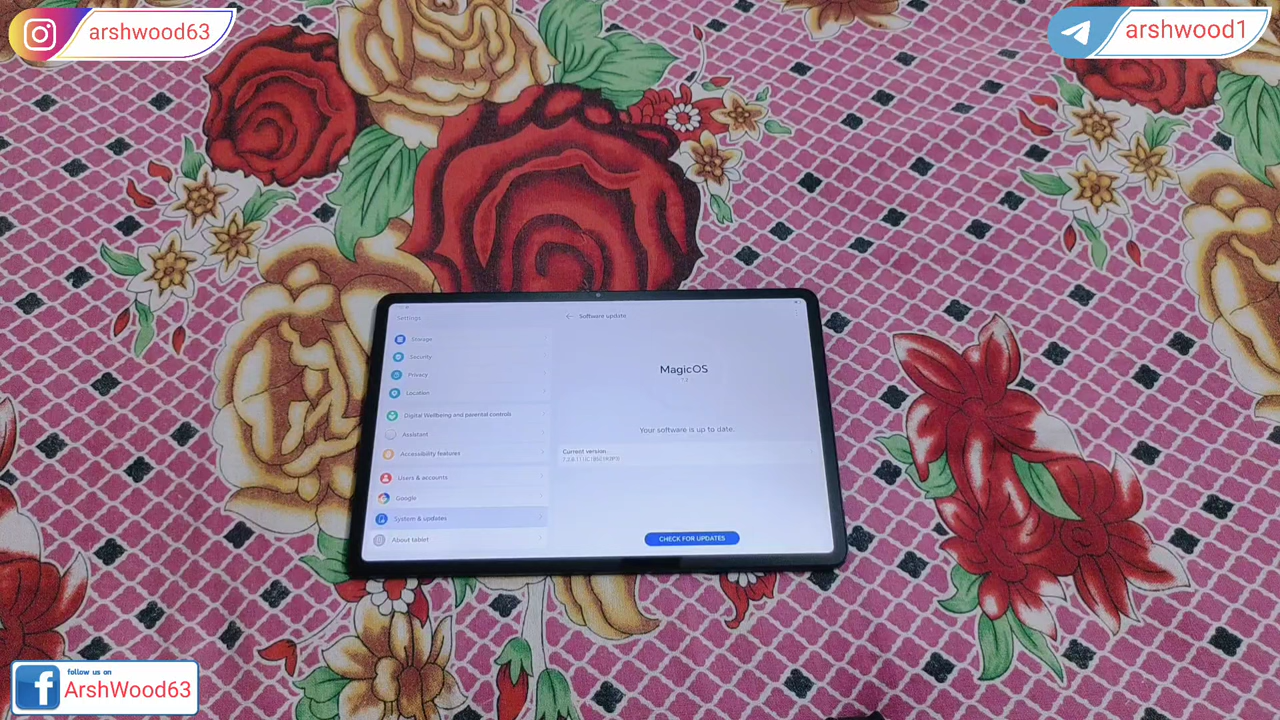 arshwood63
arshwood1
Settings
Software update
Storage
Security
Privacy
Location
Digital Wellbeing and parental controls
Assistant
Accessibility features
Users & accounts
Google
System & updates
About tablet
MagicOS
Your software is up to date.
Current version
CHECK FOR UPDATES
follow us on
ArshWood63